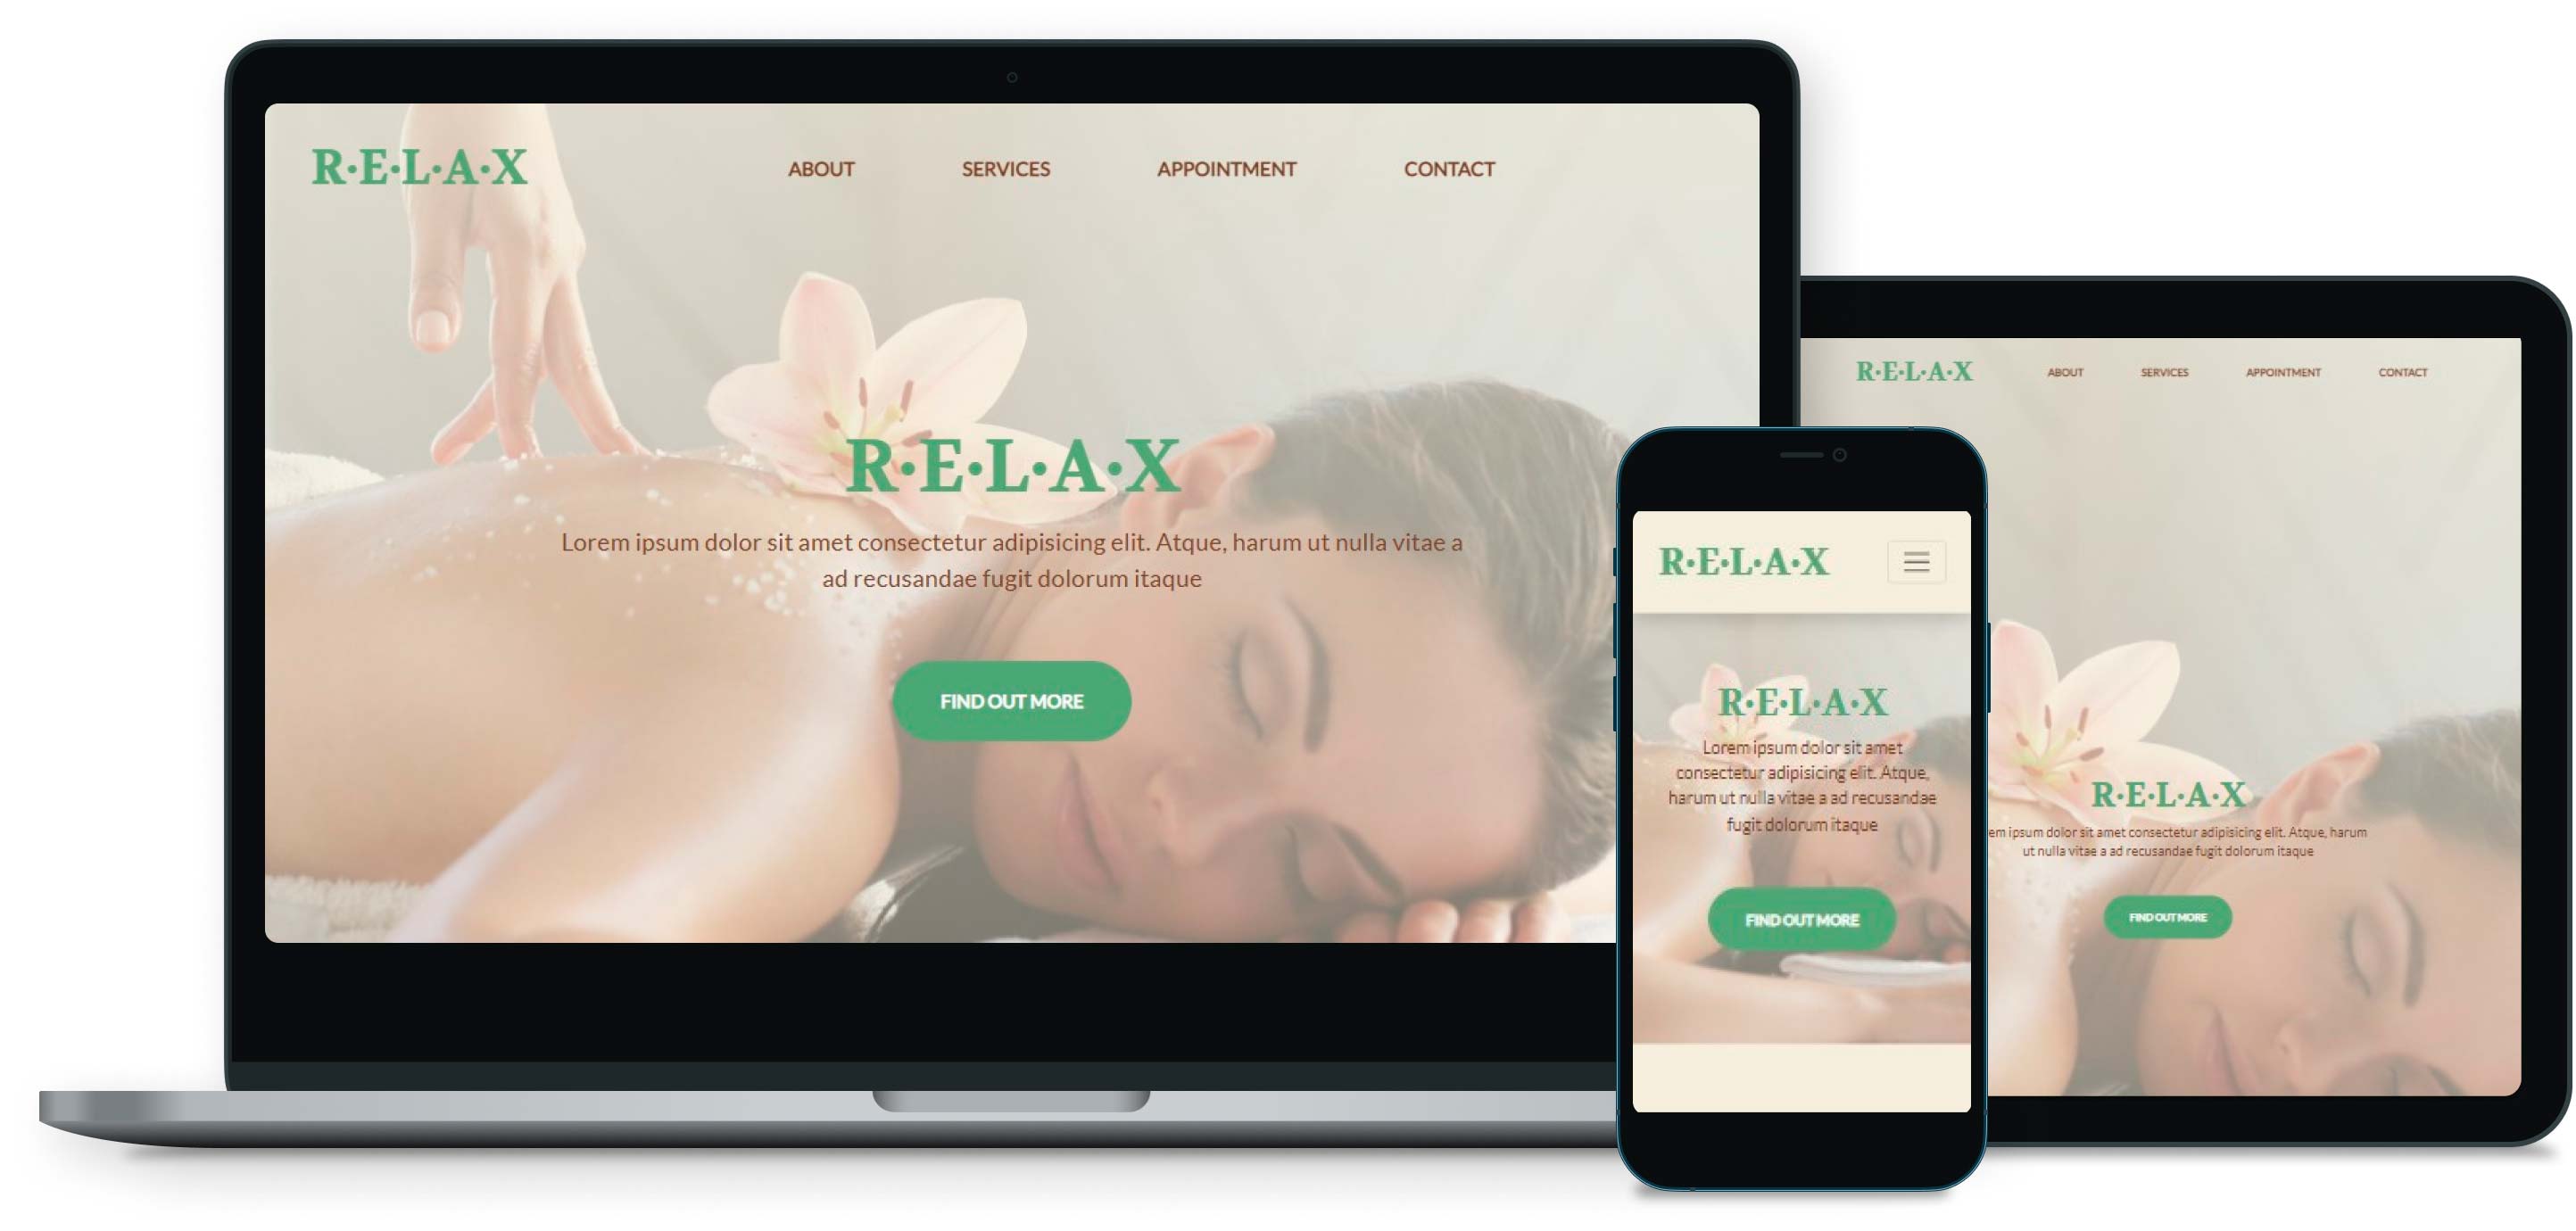 R·E·L·A·X
ABOUT
SERVICES
APPOINTMENT
CONTACT
R·E·L·A·X
Lorem ipsum dolor sit amet consectetur adipisicing elit. Atque, harum ut nulla vitae a
ad recusandae fugit dolorum itaque
FIND OUT MORE
R·E·L·A·X
ABOUT
SERVICES
APPOINTMENT
CONTACT
R·E·L·A·X
em ipsum dolor sit amet consectetur adipisicing elit. Atque, harum
ut nulla vitae a ad recusandae fugit dolorum itaque
FIND OUT MORE
R·E·L·A·X
R·E·L·A·X
Lorem ipsum dolor sit amet
consectetur adipisicing elit. Atque,
harum ut nulla vitae a ad recusandae
fugit dolorum itaque
FIND OUT MORE